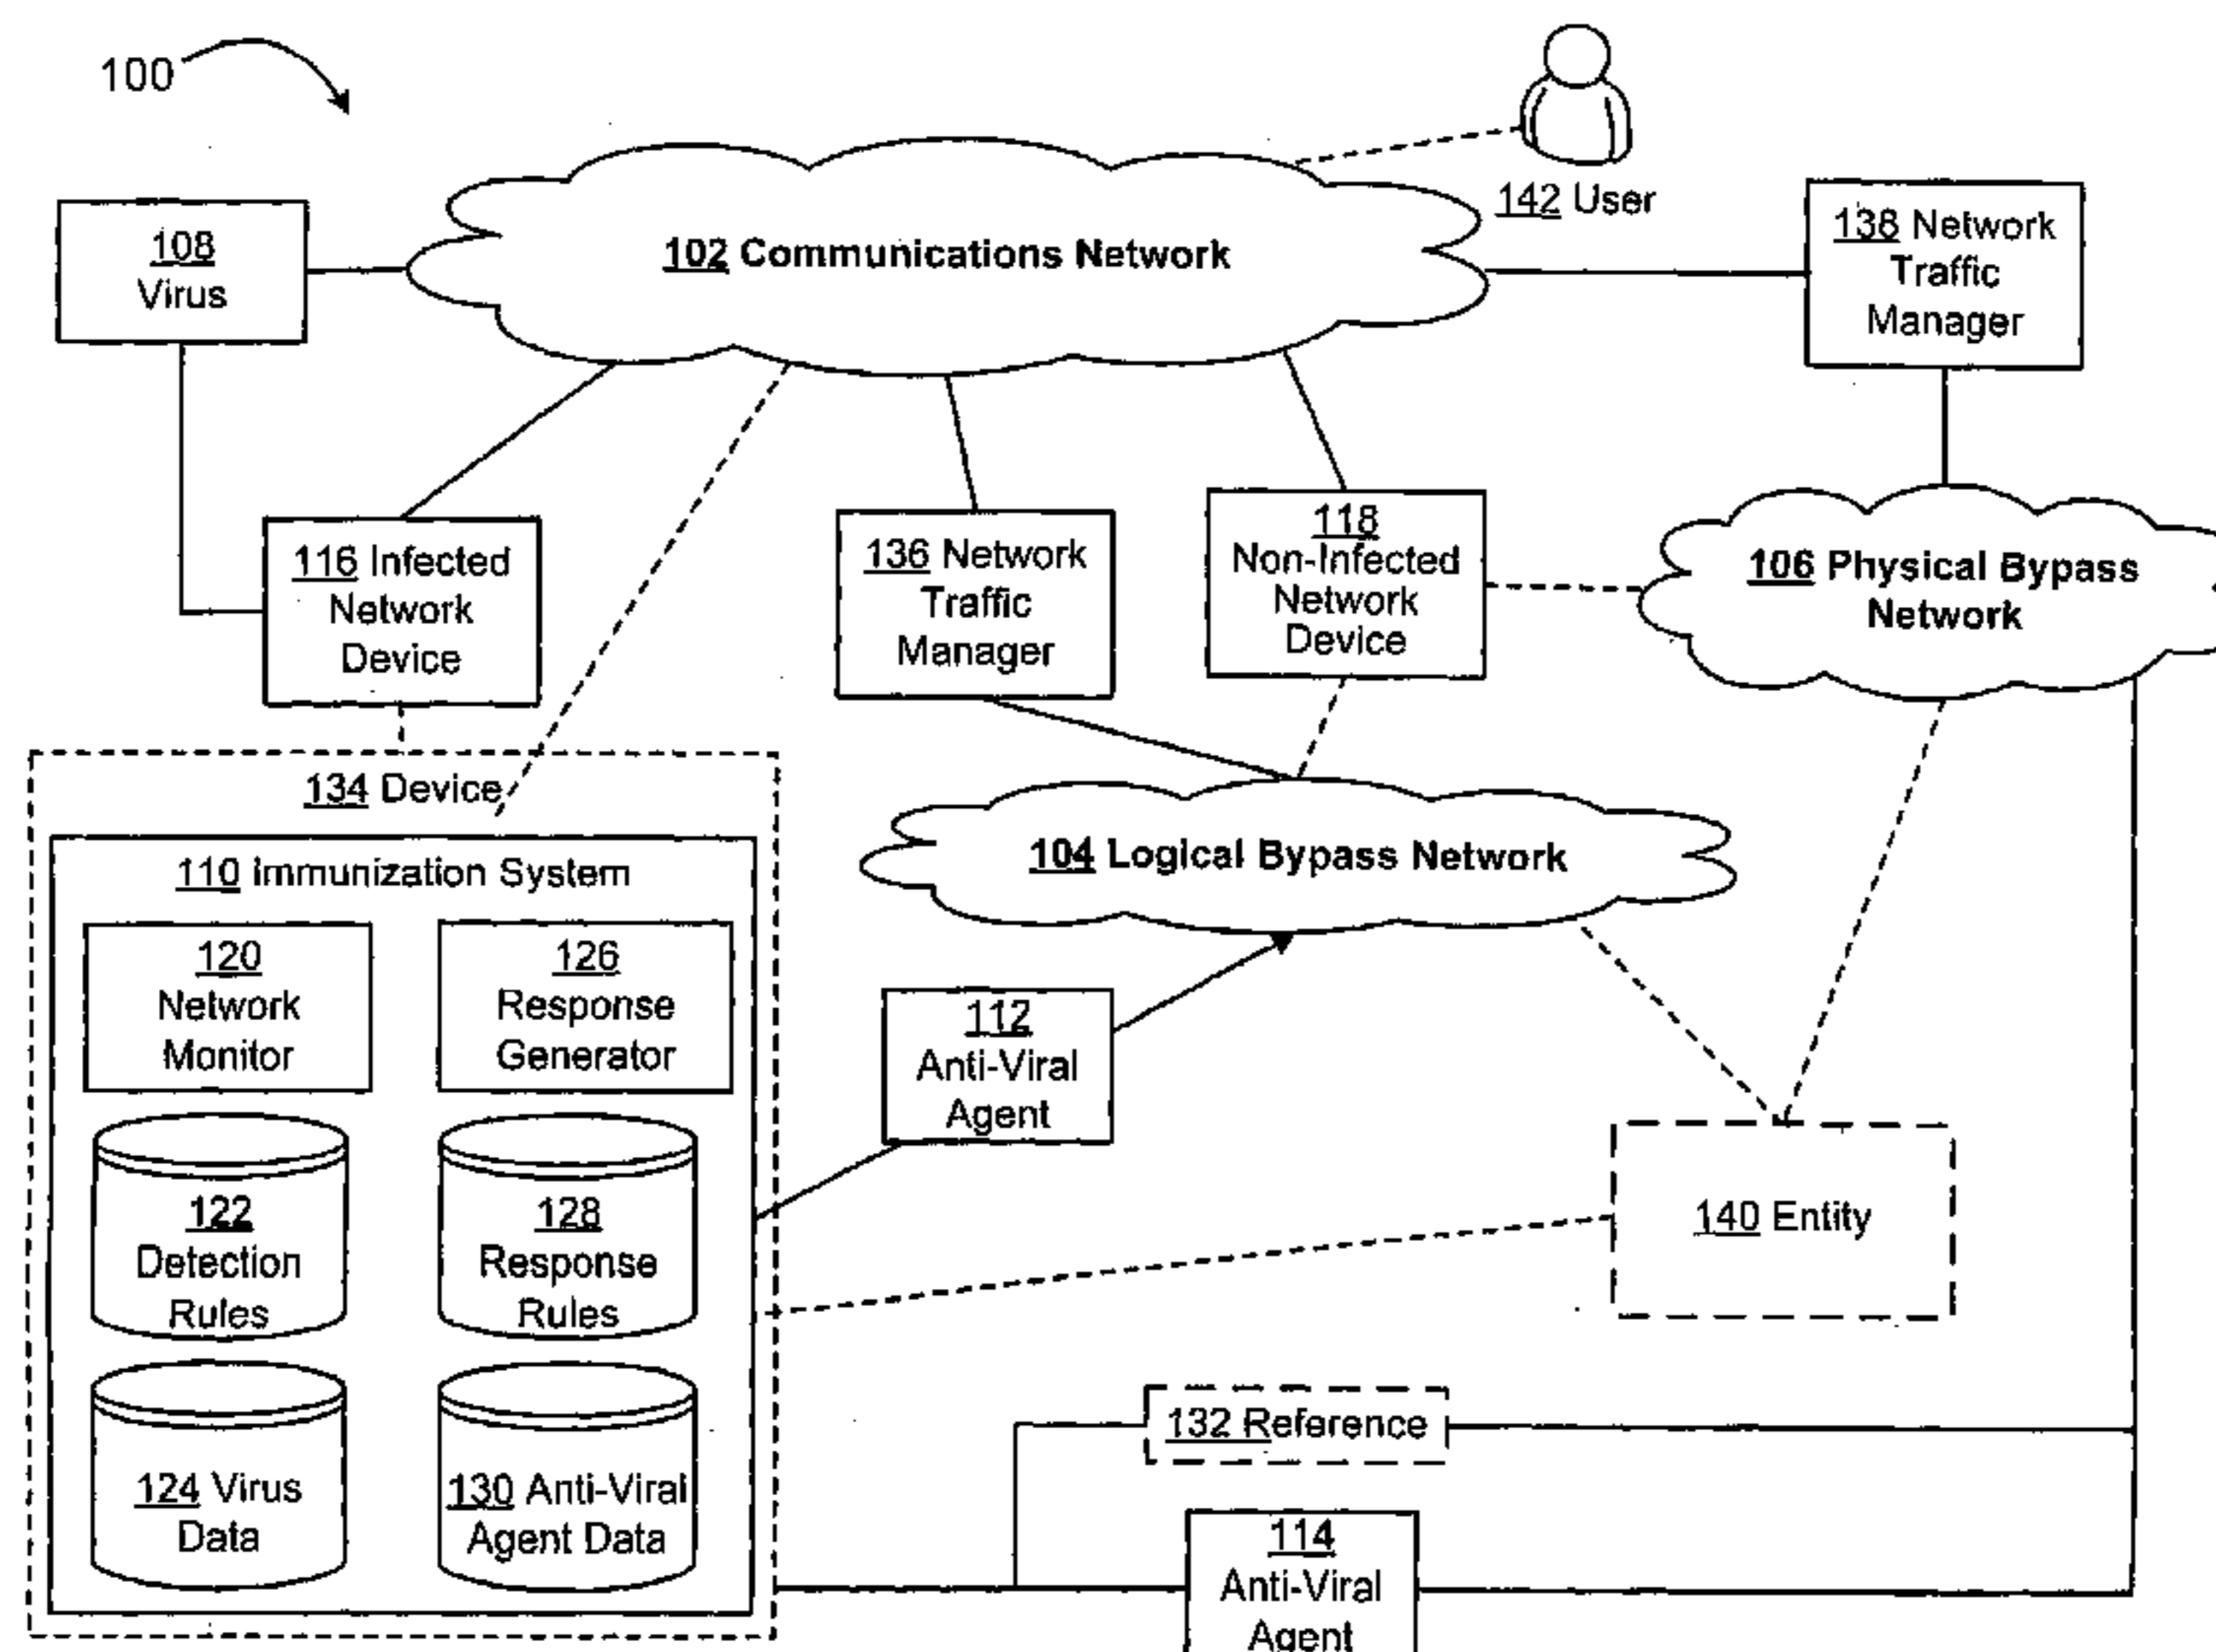 100
142 User
108
Virus
102 Communications Network
138 Network
Traffic
Manager
116 Infected
Network
Device
136 Network
Traffic
Manager
118
Non-Infected
Network
Device
106 Physical Bypass
Network
134 Device
110 Immunization System
104 Logical Bypass Network
120
Network
Monitor
126
Response
Generator
112
Anti-Viral
Agent
122
Detection
Rules
128
Response
Rules
140 Entity
124 Virus
Data
130 Anti-Viral
Agent Data
132 Reference
114
Anti-Viral
Agent